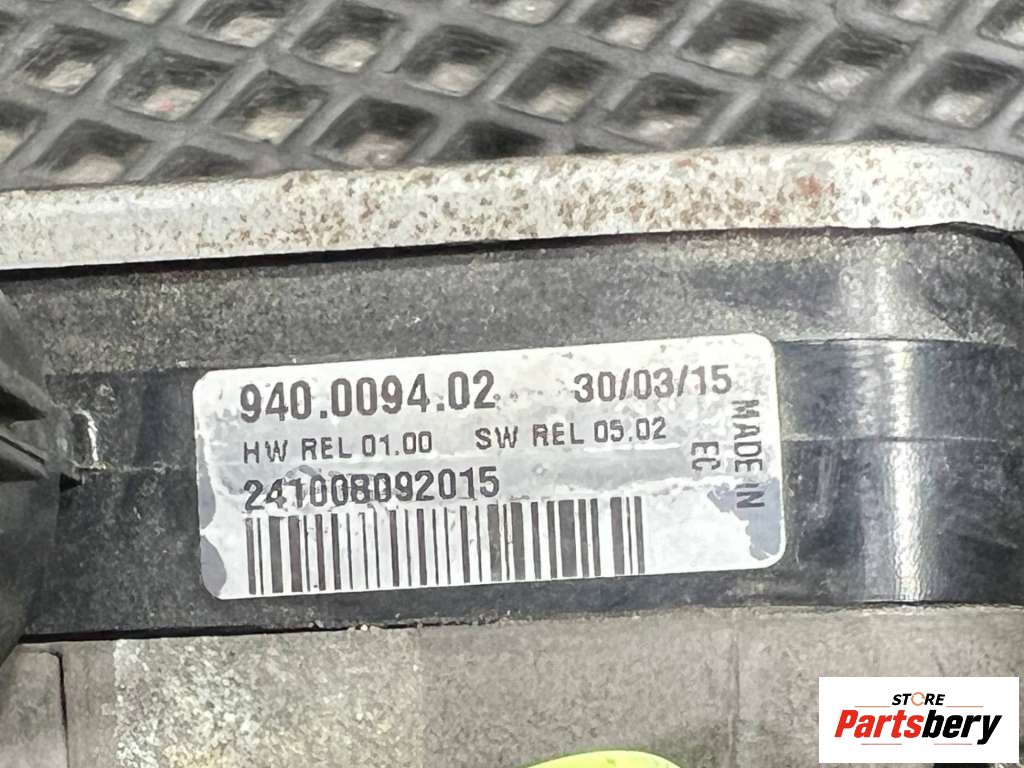 940.0094.02 30/03/15
HW REL 01.00 SW REL 05.02
241008092015
MADE IN
EC
STORE
Partsbery